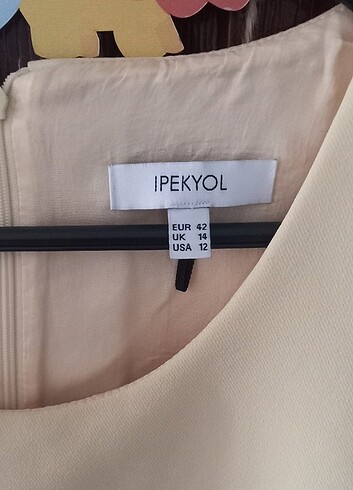 IPEKYOL
EUR 42
UK 14
USA 12